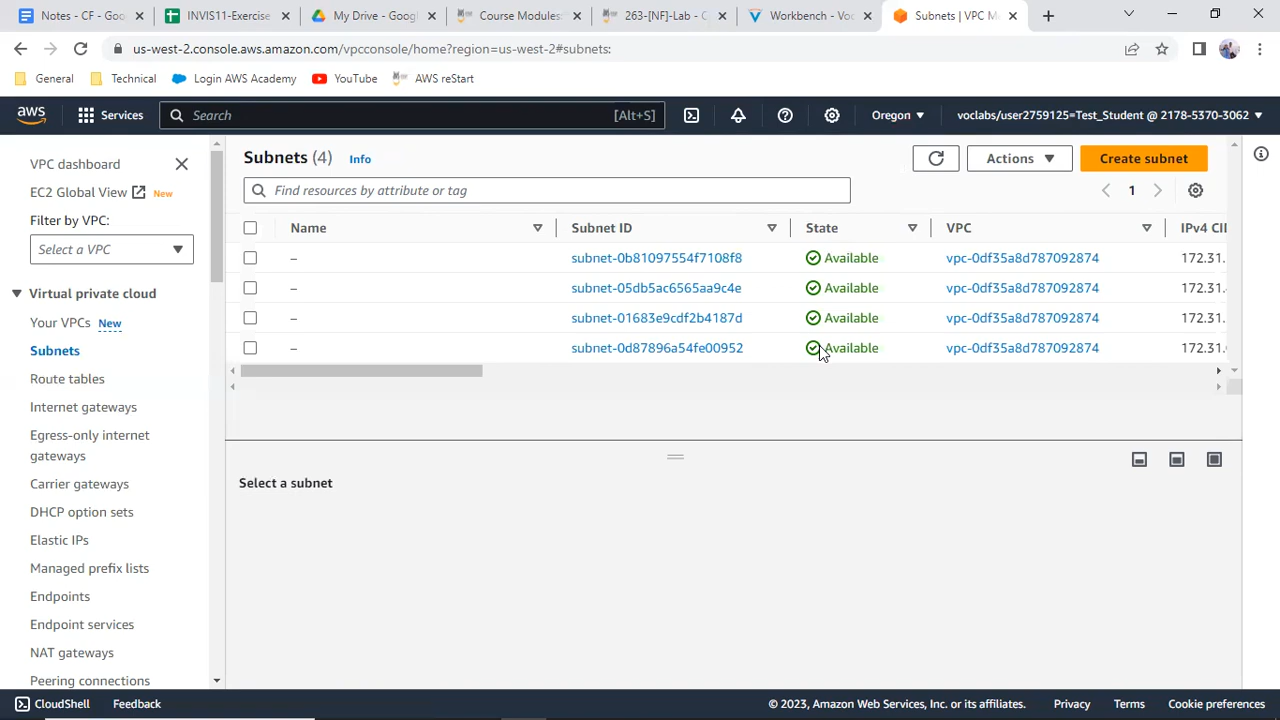 Notes - CF - Goo
INVIS11-Exercise
My Drive - Googl
Course Modules:
263-[NF]-Lab - C
Workbench - Voc
Subnets | VPC M
us-west-2.console.aws.amazon.com/vpcconsole/home?region=us-west-2#subnets:
General
Technical
Login AWS Academy
YouTube
AWS reStart
aws
Services
Search
[Alt+S]
Oregon
voclabs/user2759125=Test_Student @ 2178-5370-3062
VPC dashboard
EC2 Global View New
Filter by VPC:
Select a VPC
Virtual private cloud
Your VPCs New
Subnets
Route tables
Internet gateways
Egress-only internet
gateways
Carrier gateways
DHCP option sets
Elastic IPs
Managed prefix lists
Endpoints
Endpoint services
NAT gateways
Peering connections
Subnets (4) Info
Actions
Create subnet
Find resources by attribute or tag
1
Name Subnet ID State VPC IPv4 CI
– subnet-0b81097554f7108f8 Available vpc-0df35a8d787092874 172.31.
– subnet-05db5ac6565aa9c4e Available vpc-0df35a8d787092874 172.31.
– subnet-01683e9cdf2b4187d Available vpc-0df35a8d787092874 172.31.
– subnet-0d87896a54fe00952 Available vpc-0df35a8d787092874 172.31.
Select a subnet
CloudShell
Feedback
© 2023, Amazon Web Services, Inc. or its affiliates.
Privacy
Terms
Cookie preferences